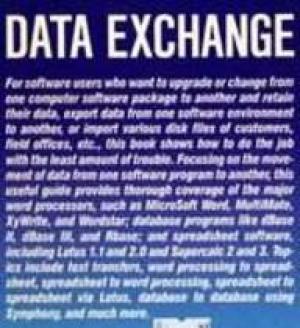 DATA EXCHANGE
For software users who want to upgrade or change from
one computer software package to another and retain
their data, export data from one software environment
to another, or import various disk files of customers,
field offices, etc., this book shows how to do the job
with the least amount of trouble. Focusing on the move-
ment of data from one software program to another, this
useful guide provides thorough coverage of the major
word processors, such as MicroSoft Word, MultiMate,
XyWrite, and Wordstar; database programs like dBase
II, dBase III, and Rbase; and spreadsheet software,
including Lotus 1.1 and 2.0 and Supercalc 2 and 3. Top-
ics include text transfers, word processing to spread-
sheet, spreadsheet to word processing, spreadsheet to
spreadsheet via Lotus, database to database using
Symphony, and much more.